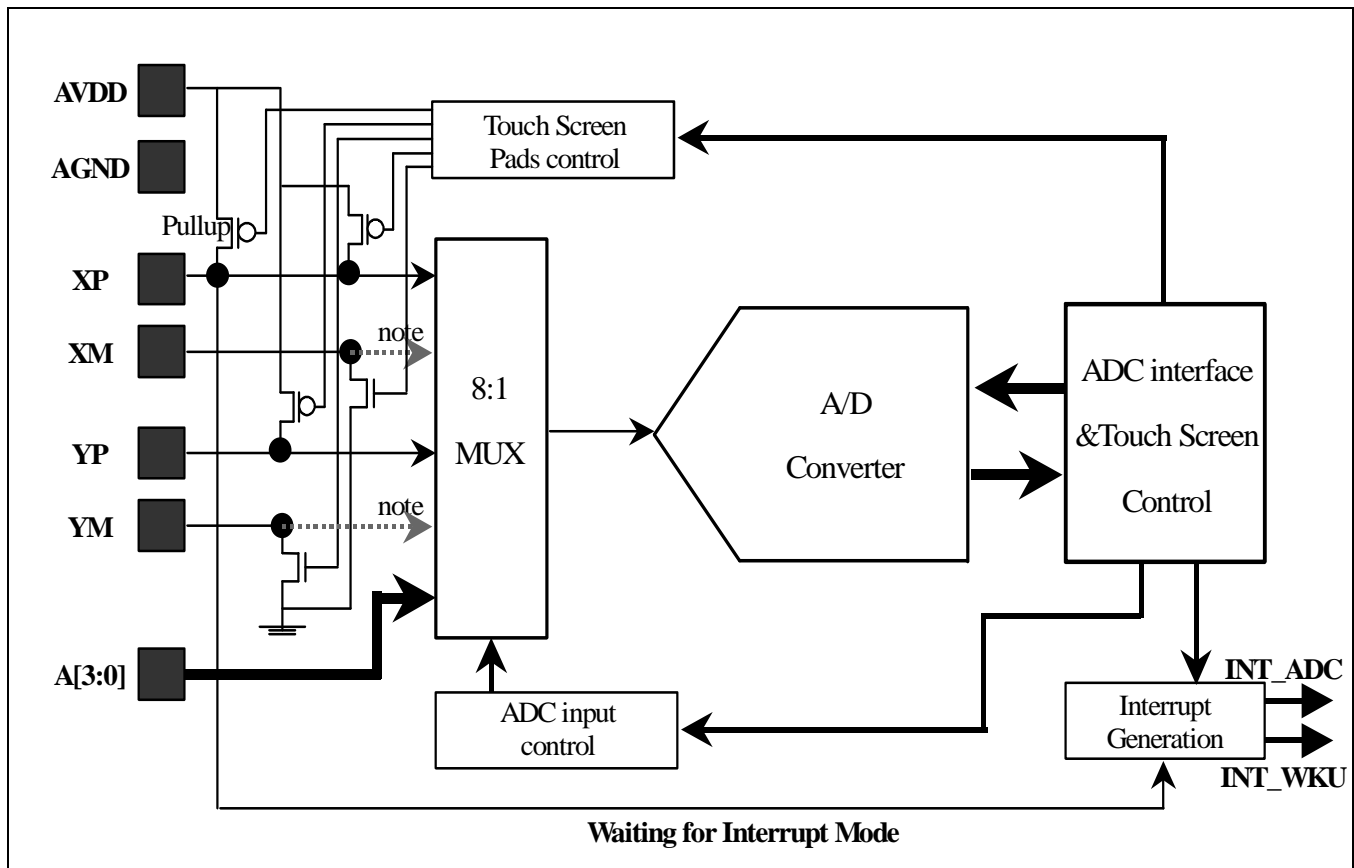 AVDD
Touch Screen
Pads control
AGND
Pullup
XP
XM
note
8:1
MUX
A/D
Converter
ADC interface
&Touch Screen
Control
YP
YM
note
A[3:0]
ADC input
control
INT_ADC
Interrupt
Generation
INT_WKU
Waiting for Interrupt Mode